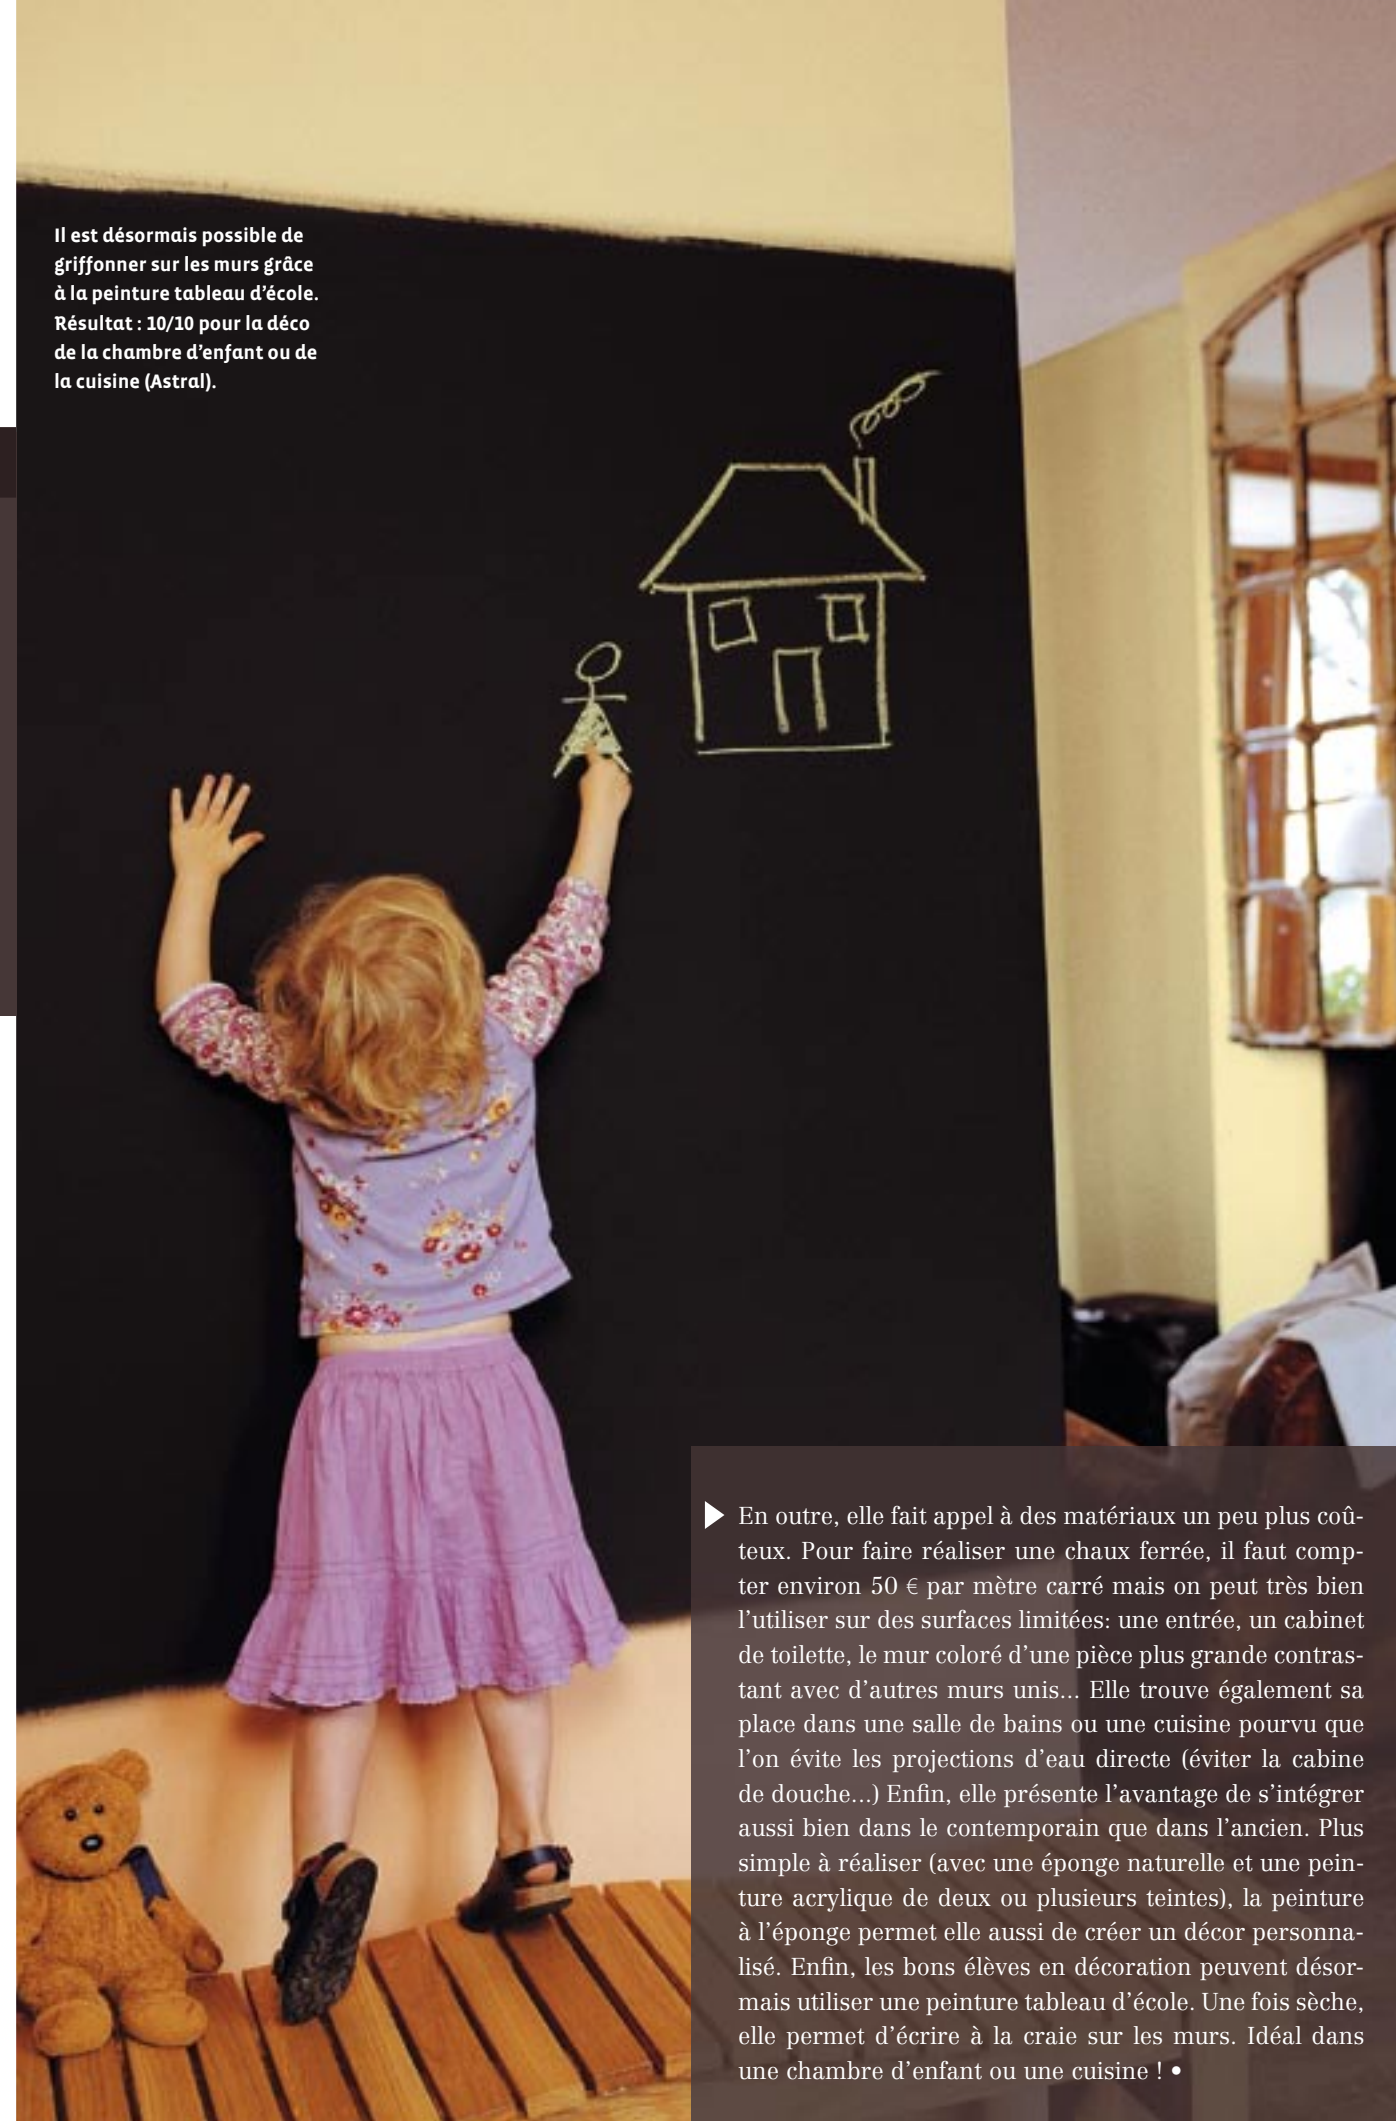 Il est désormais possible de
griffonner sur les murs grâce
à la peinture tableau d'école.
Résultat : 10/10 pour la déco
de la chambre d'enfant ou de
la cuisine (Astral).
En outre, elle fait appel à des matériaux un peu plus coû-
teux. Pour faire réaliser une chaux ferrée, il faut comp-
ter environ 50 € par mètre carré mais on peut très bien
l'utiliser sur des surfaces limitées: une entrée, un cabinet
de toilette, le mur coloré d'une pièce plus grande contras-
tant avec d'autres murs unis... Elle trouve également sa
place dans une salle de bains ou une cuisine pourvu que
l'on évite les projections d'eau directe (éviter la cabine
de douche...) Enfin, elle présente l'avantage de s'intégrer
aussi bien dans le contemporain que dans l'ancien. Plus
simple à réaliser (avec une éponge naturelle et une pein-
ture acrylique de deux ou plusieurs teintes), la peinture
à l'éponge permet elle aussi de créer un décor personna-
lisé. Enfin, les bons élèves en décoration peuvent désor-
mais utiliser une peinture tableau d'école. Une fois sèche,
elle permet d'écrire à la craie sur les murs. Idéal dans
une chambre d'enfant ou une cuisine ! •